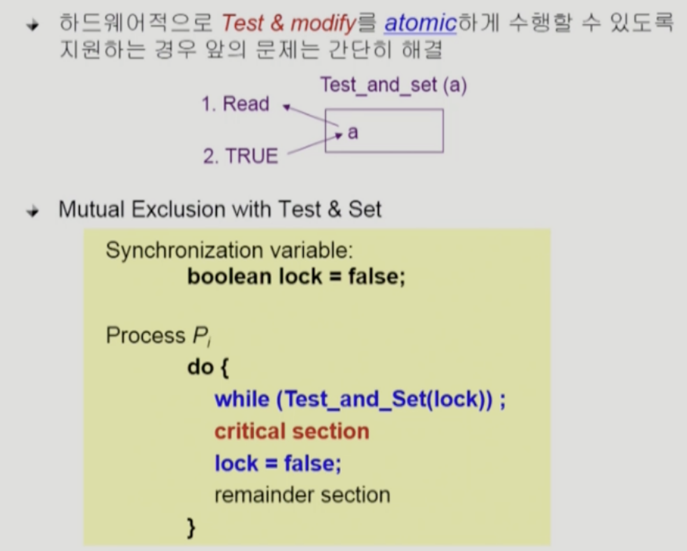 하드웨어적으로 Test & modify를 atomic하게 수행할 수 있도록
지원하는 경우 앞의 문제는 간단히 해결
Test_and_set (a)
1. Read
a
2. TRUE
Mutual Exclusion with Test & Set
Synchronization variable:
boolean lock = false;
Process Pi
do {
while (Test_and_Set(lock)) ;
critical section
lock = false;
remainder section
}